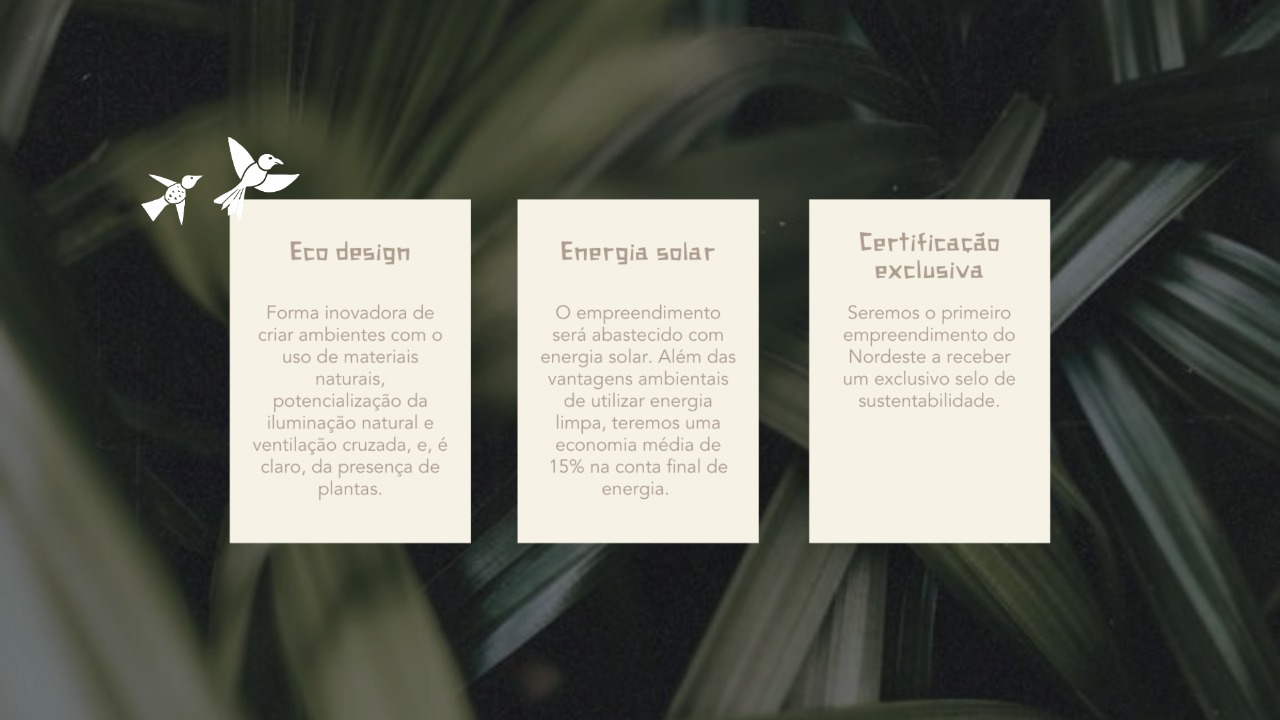 Eco design
Forma inovadora de
criar ambientes com o
uso de materiais
naturais,
potencialização da
iluminação natural e
ventilação cruzada, e, é
claro, da presença de
plantas.
Energia solar
O empreendimento
será abastecido com
energia solar. Além das
vantagens ambientais
de utilizar energia
limpa, teremos uma
economia média de
15% na conta final de
energia.
Certificação
exclusiva
Seremos o primeiro
empreendimento do
Nordeste a receber
um exclusivo selo de
sustentabilidade.